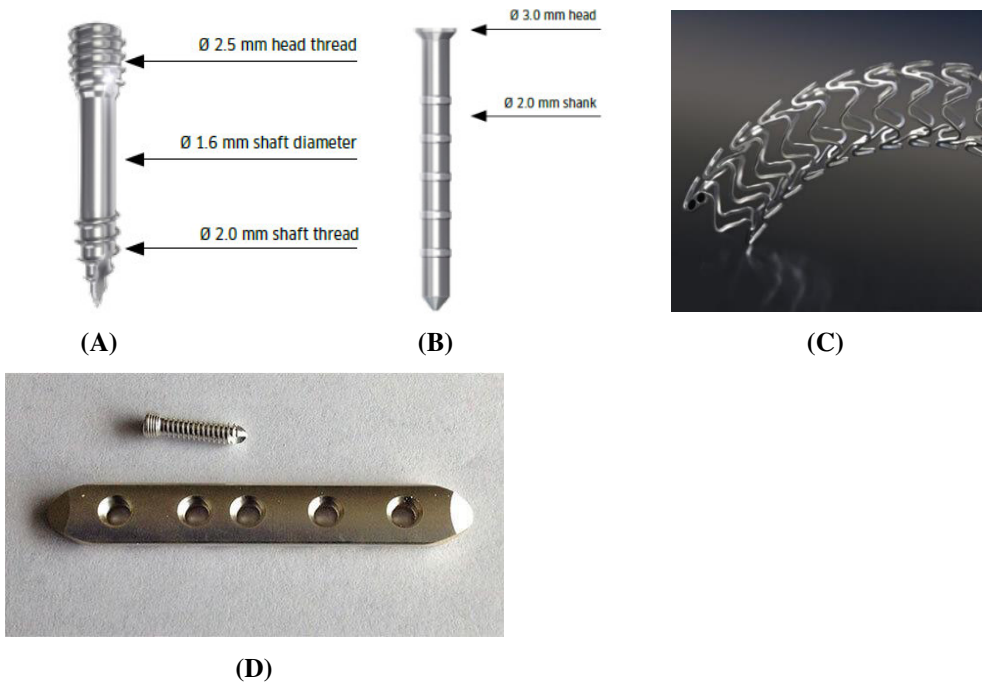 Ø 2.5 mm head thread
Ø 1.6 mm shaft diameter
Ø 2.0 mm shaft thread
Ø 3.0 mm head
Ø 2.0 mm shank
(A)
(B)
(C)
(D)